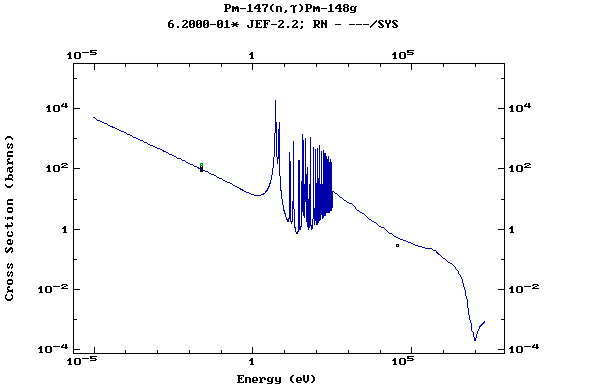 Pm-147(n,γ)Pm-148g
6.2000-01* JEF-2.2; RN - ---/SYS
10-5 1 105
104 104
102 102
1 1
10-2 10-2
10-4 10-4
10-5 1 105
Cross Section (barns)
Energy (eV)